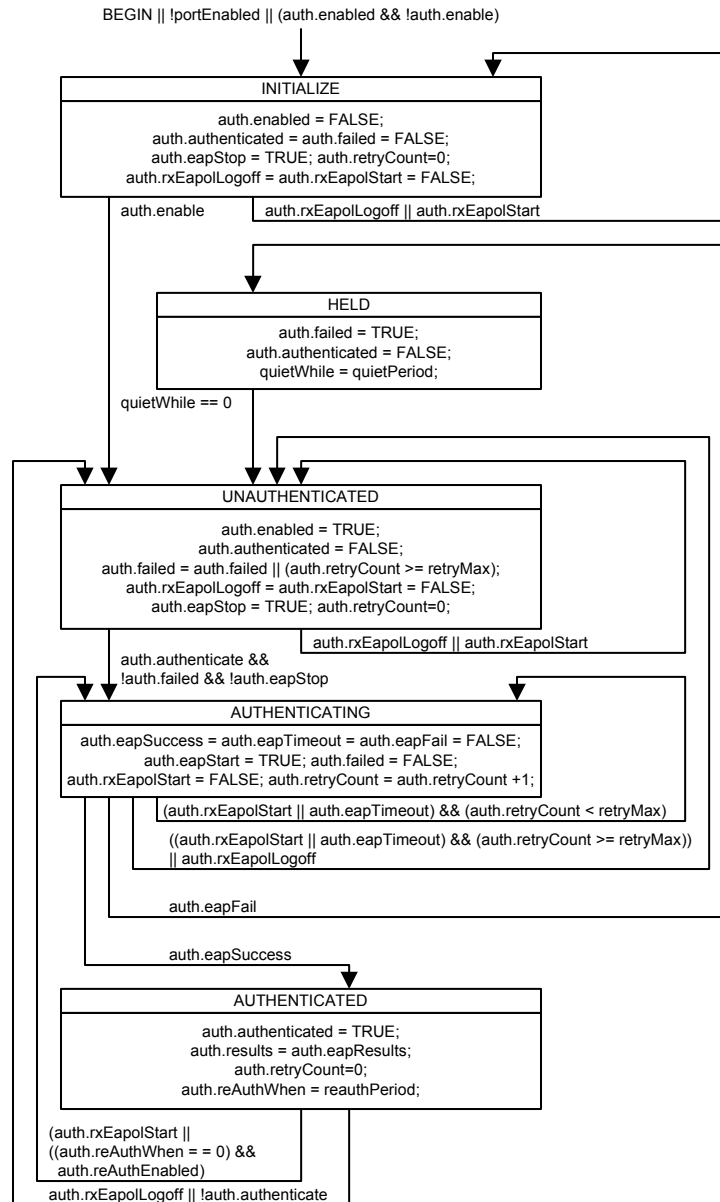 BEGIN || !portEnabled || (auth.enabled && !auth.enable)
INITIALIZE
auth.enabled = FALSE;
auth.authenticated = auth.failed = FALSE;
auth.eapStop = TRUE; auth.retryCount=0;
auth.rxEapolLogoff = auth.rxEapolStart = FALSE;
auth.enable
auth.rxEapolLogoff || auth.rxEapolStart
HELD
auth.failed = TRUE;
auth.authenticated = FALSE;
quietWhile = quietPeriod;
quietWhile == 0
UNAUTHENTICATED
auth.enabled = TRUE;
auth.authenticated = FALSE;
auth.failed = auth.failed || (auth.retryCount >= retryMax);
auth.rxEapolLogoff = auth.rxEapolStart = FALSE;
auth.eapStop = TRUE; auth.retryCount=0;
auth.rxEapolLogoff || auth.rxEapolStart
auth.authenticate &&
!auth.failed && !auth.eapStop
AUTHENTICATING
auth.eapSuccess = auth.eapTimeout = auth.eapFail = FALSE;
auth.eapStart = TRUE; auth.failed = FALSE;
auth.rxEapolStart = FALSE; auth.retryCount = auth.retryCount +1;
(auth.rxEapolStart || auth.eapTimeout) && (auth.retryCount < retryMax)
((auth.rxEapolStart || auth.eapTimeout) && (auth.retryCount >= retryMax))
|| auth.rxEapolLogoff
auth.eapFail
auth.eapSuccess
AUTHENTICATED
auth.authenticated = TRUE;
auth.results = auth.eapResults;
auth.retryCount=0;
auth.reAuthWhen = reauthPeriod;
(auth.rxEapolStart ||
((auth.reAuthWhen = = 0) &&
auth.reAuthEnabled)
auth.rxEapolLogoff || !auth.authenticate